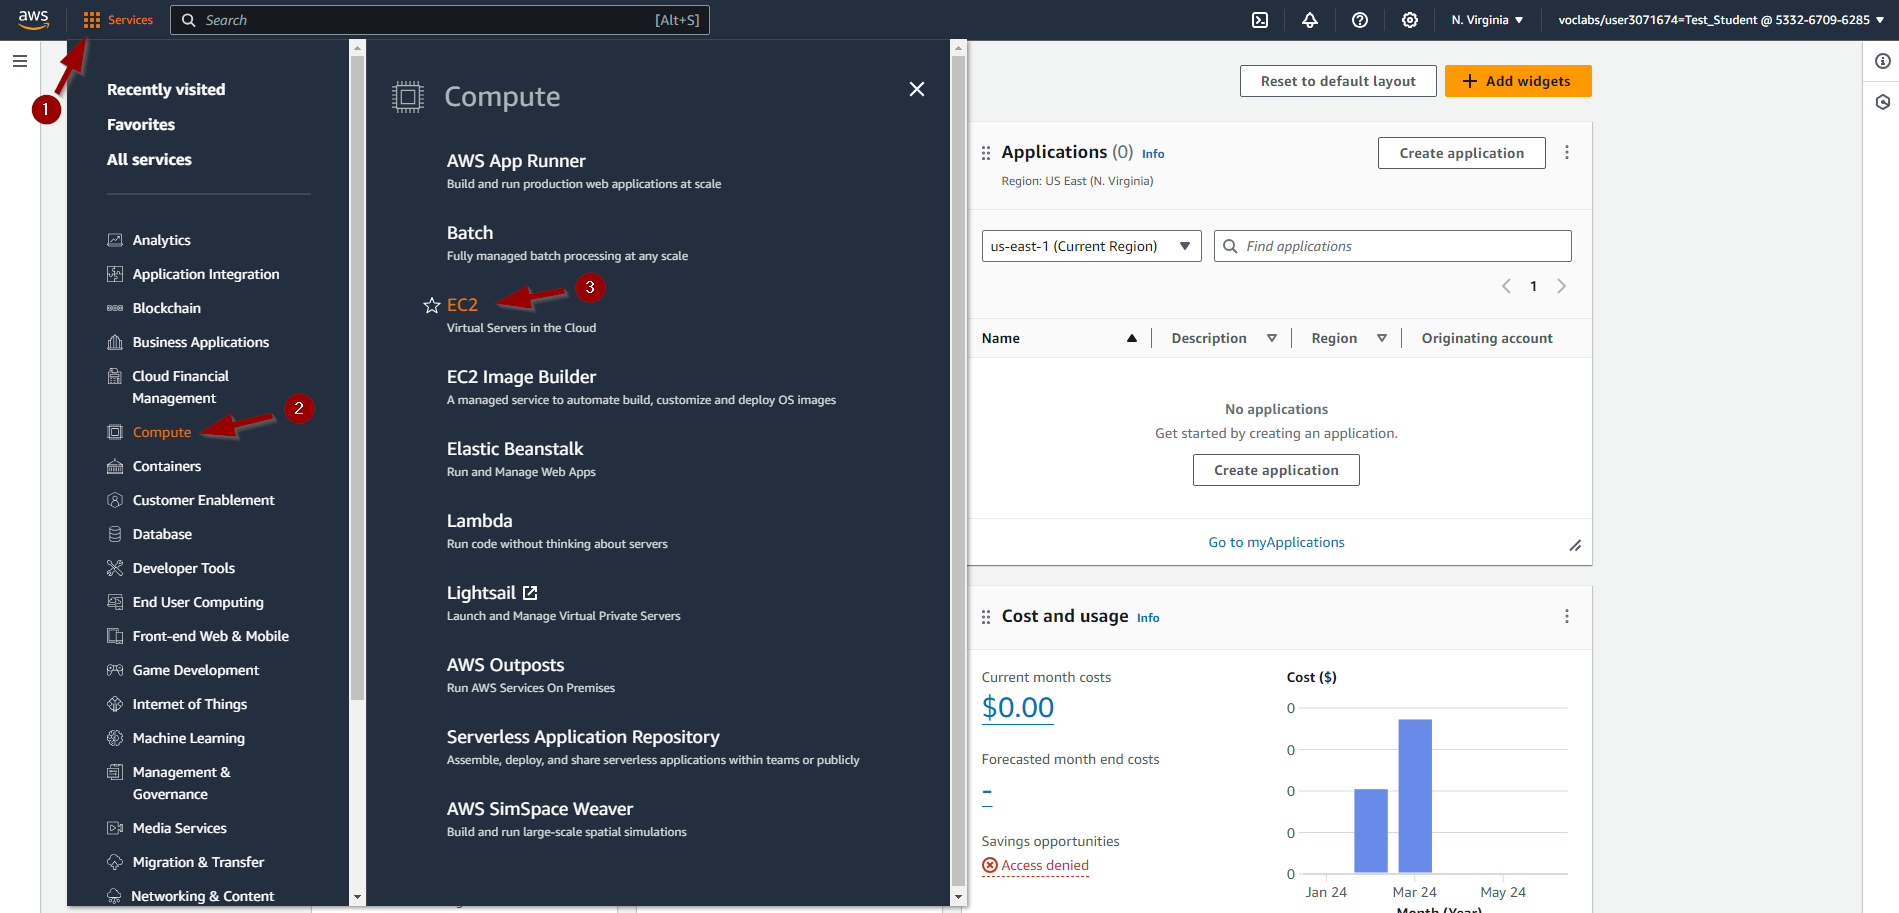 aws
Services
Search
[Alt+S]
N. Virginia
voclabs/user3071674=Test_Student @ 5332-6709-6285
1
Recently visited
Favorites
All services
Analytics
Application Integration
Blockchain
Business Applications
Cloud Financial
Management
2
Compute
Containers
Customer Enablement
Database
Developer Tools
End User Computing
Front-end Web & Mobile
Game Development
Internet of Things
Machine Learning
Management &
Governance
Media Services
Migration & Transfer
Networking & Content
Compute
AWS App Runner
Build and run production web applications at scale
Batch
Fully managed batch processing at any scale
3
EC2
Virtual Servers in the Cloud
EC2 Image Builder
A managed service to automate build, customize and deploy OS images
Elastic Beanstalk
Run and Manage Web Apps
Lambda
Run code without thinking about servers
Lightsail
Launch and Manage Virtual Private Servers
AWS Outposts
Run AWS Services On Premises
Serverless Application Repository
Assemble, deploy, and share serverless applications within teams or publicly
AWS SimSpace Weaver
Build and run large-scale spatial simulations
Reset to default layout
Add widgets
Applications (0) Info
Region: US East (N. Virginia)
Create application
us-east-1 (Current Region)
Find applications
1
Name
Description
Region
Originating account
No applications
Get started by creating an application.
Create application
Go to myApplications
Cost and usage Info
Current month costs
$0.00
Forecasted month end costs
-
Savings opportunities
Access denied
Cost ($)
0
0
0
0
0
Jan 24
Mar 24
May 24
Month (Year)